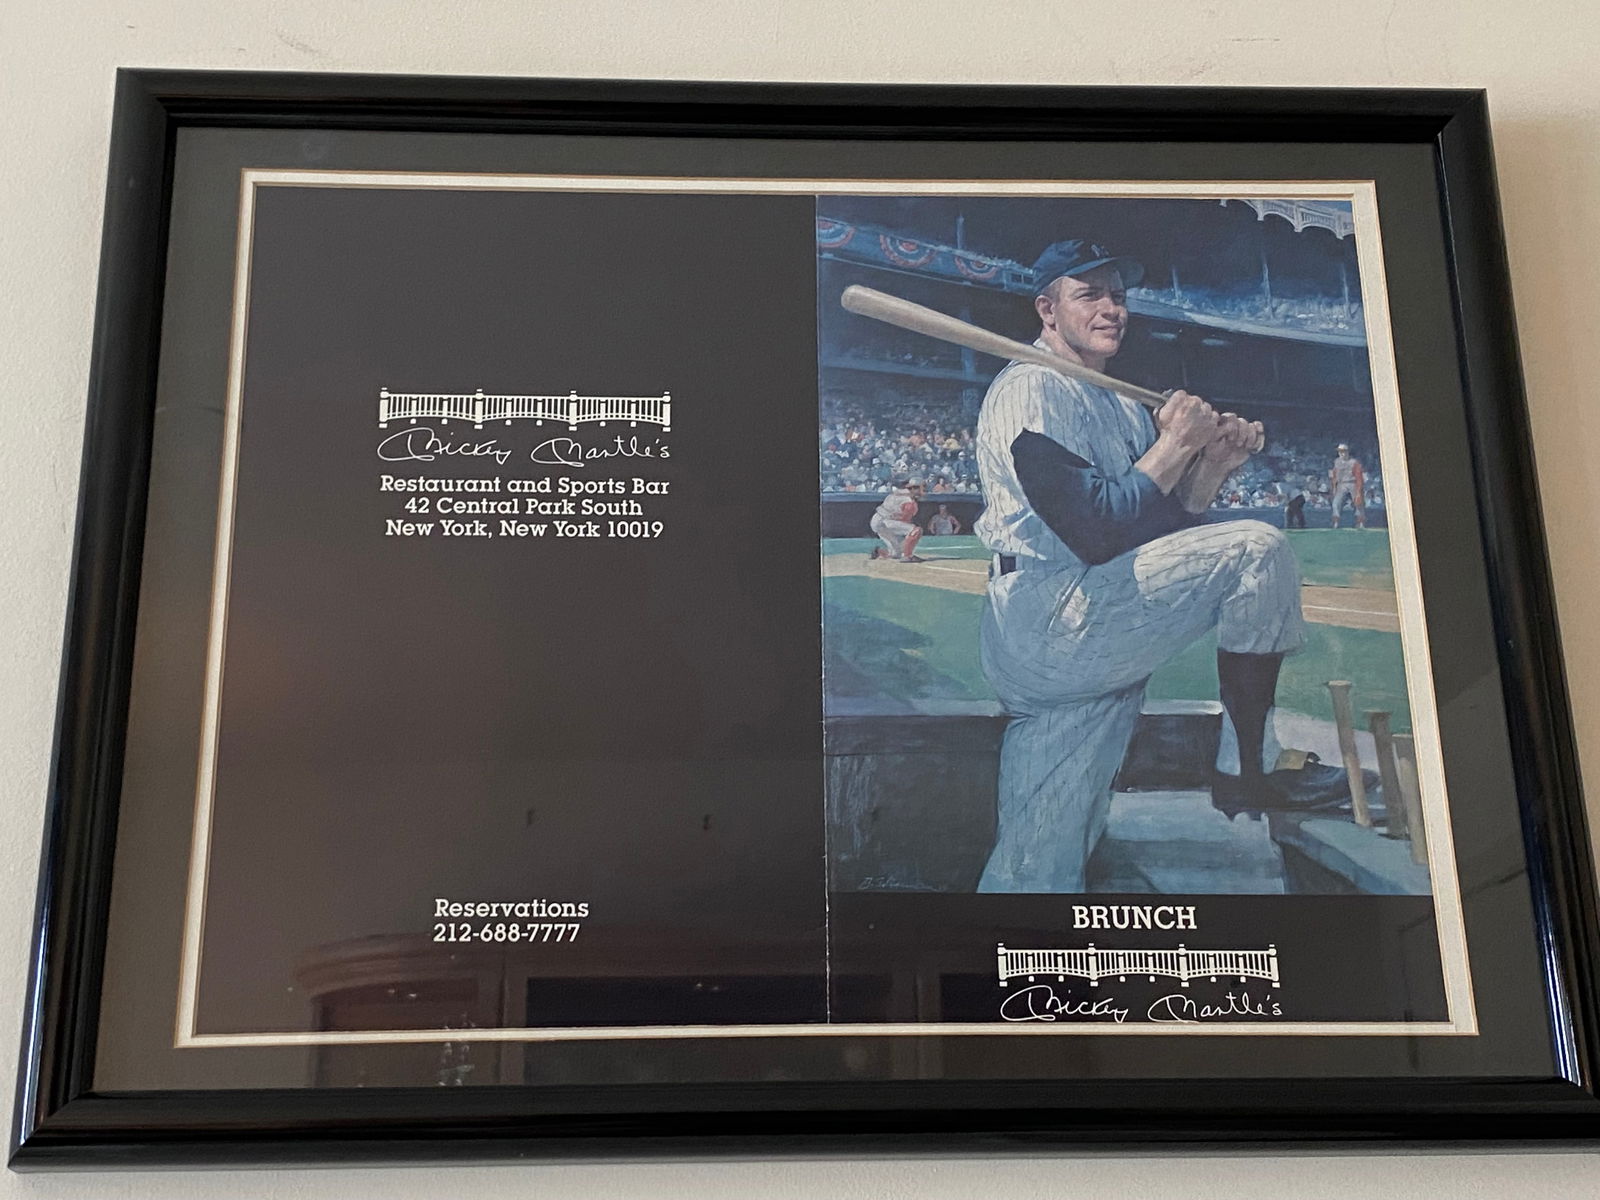 Mickey Mantle's
Restaurant and Sports Bar
42 Central Park South
New York, New York 10019
Reservations
212-688-7777
BRUNCH
Mickey Mantle's